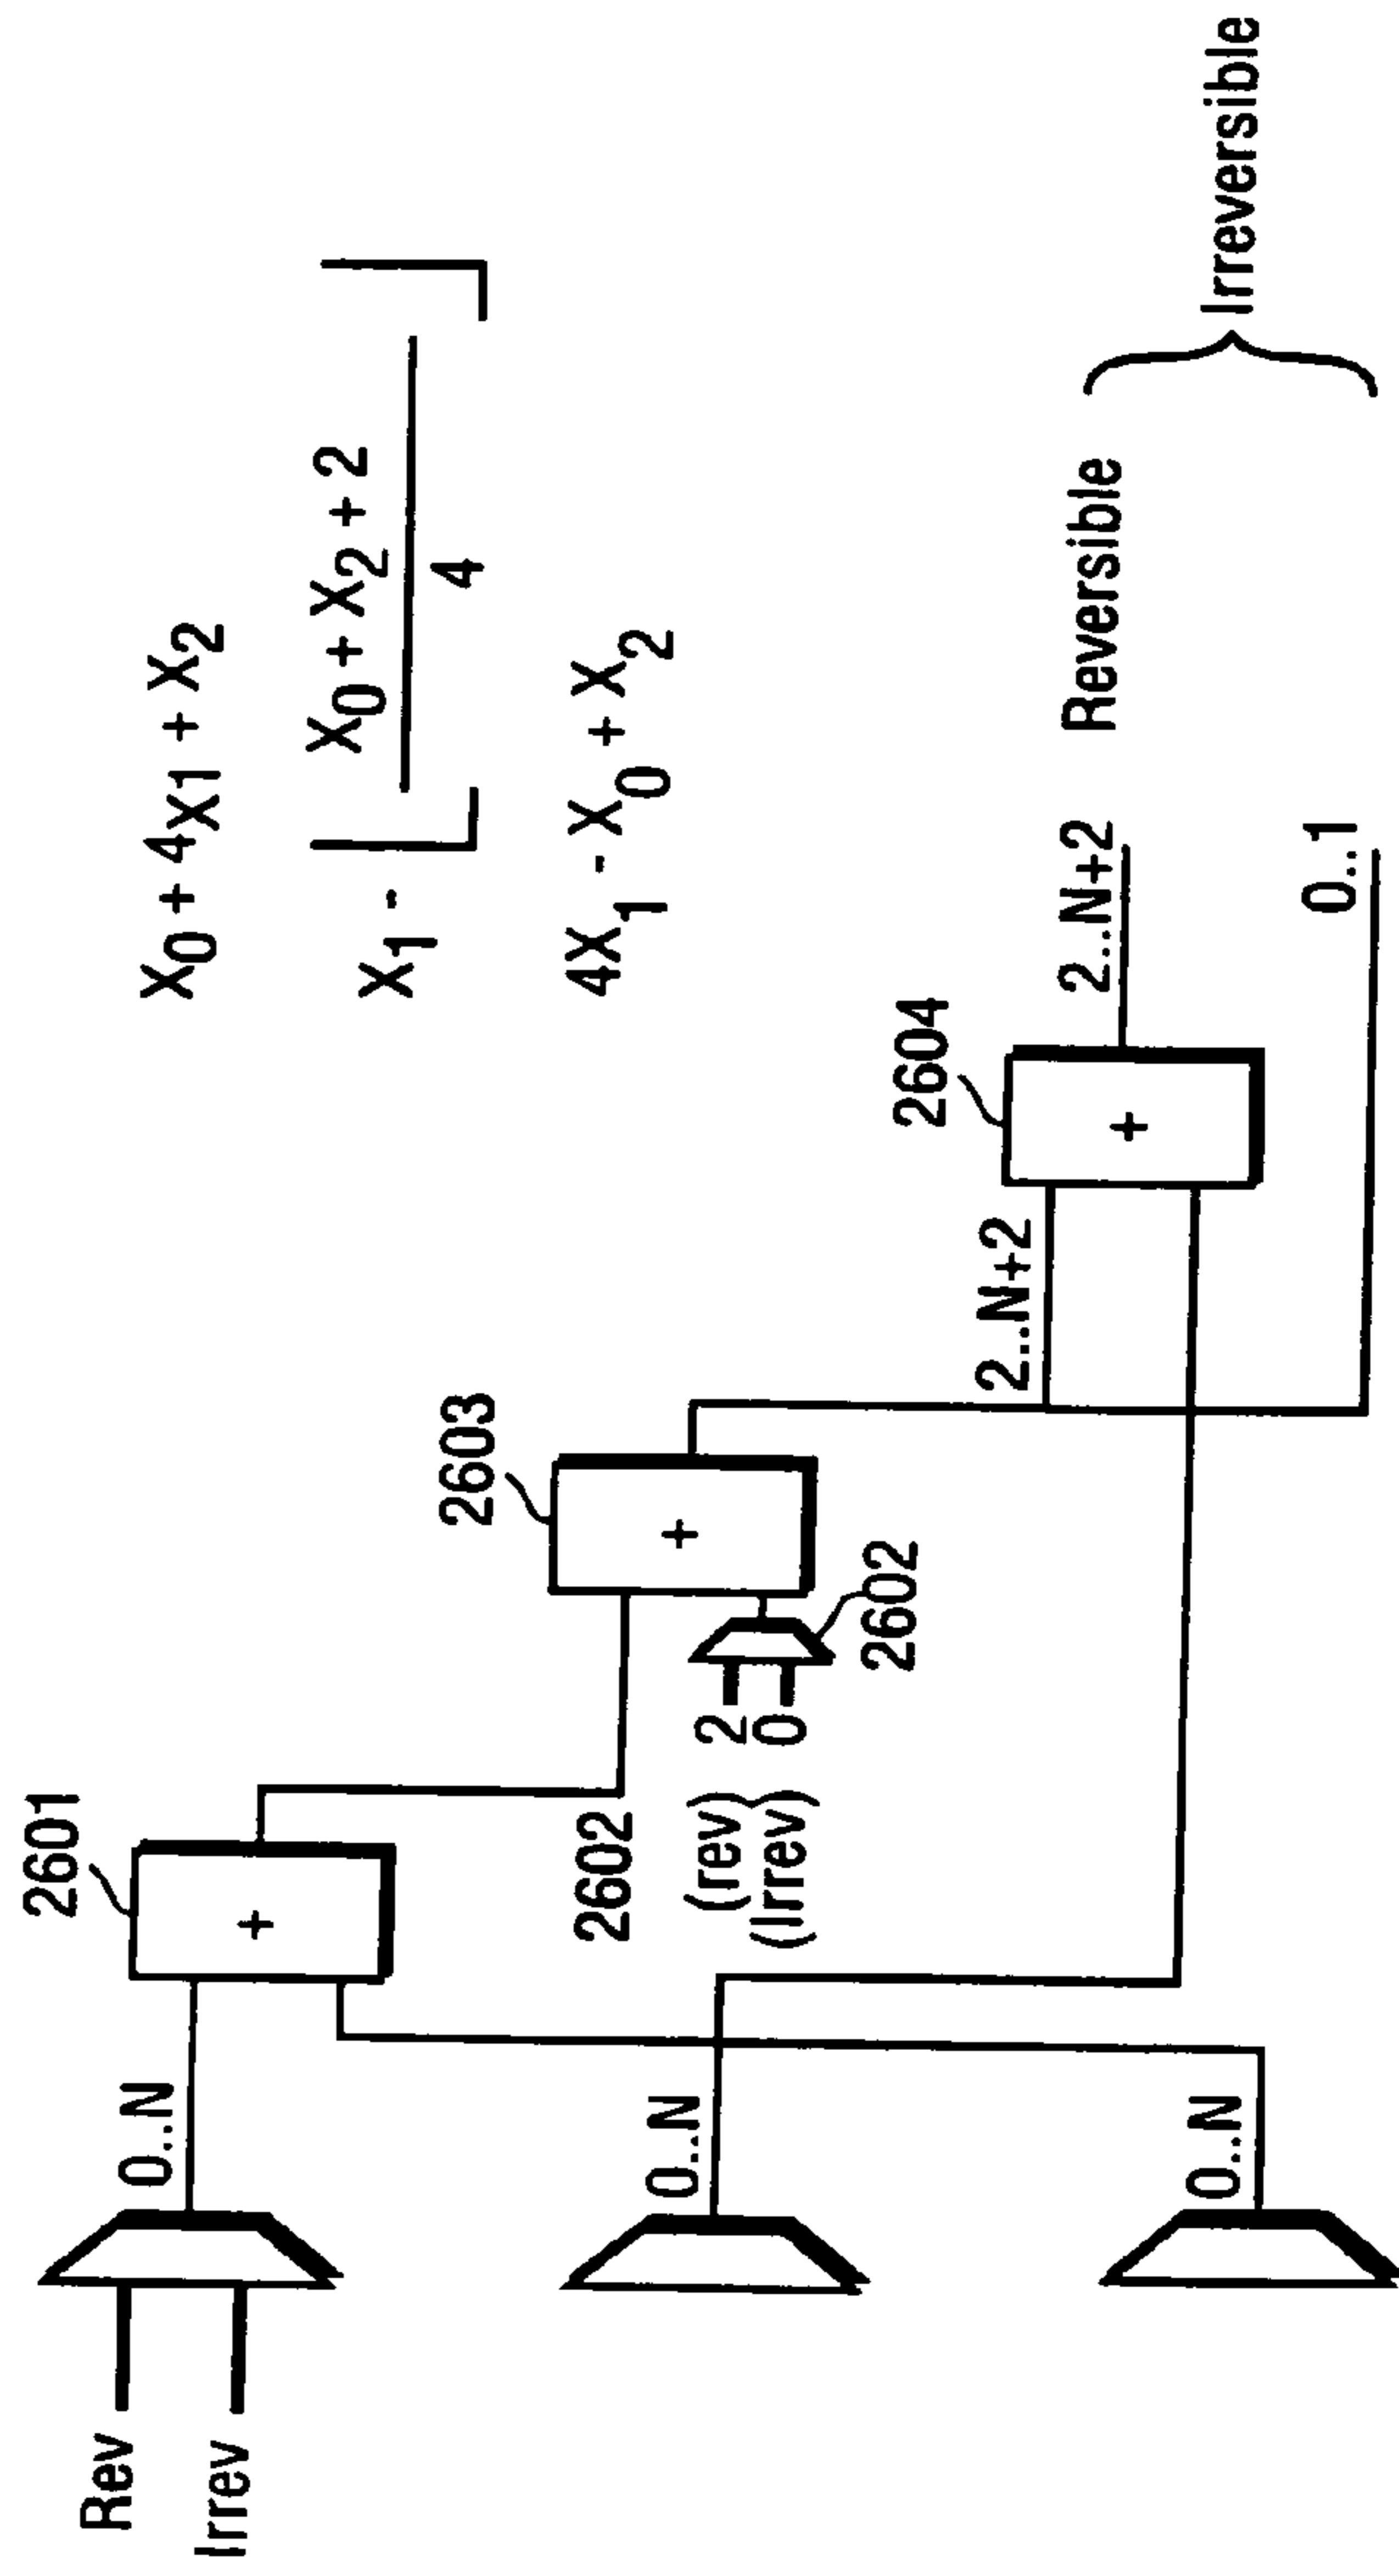 X0 + 4X1 + X2
X1 - ⌊X0 + X2 + 2
4⌋
4X1 - X0 + X2
2601
Rev
Irrev
0..N
+
2603
2602
+
(rev) 2
(Irrev) 0
2602
0..N
2604
2..N+2
+
2..N+2
Reversible
Irreversible
0..N
0..1